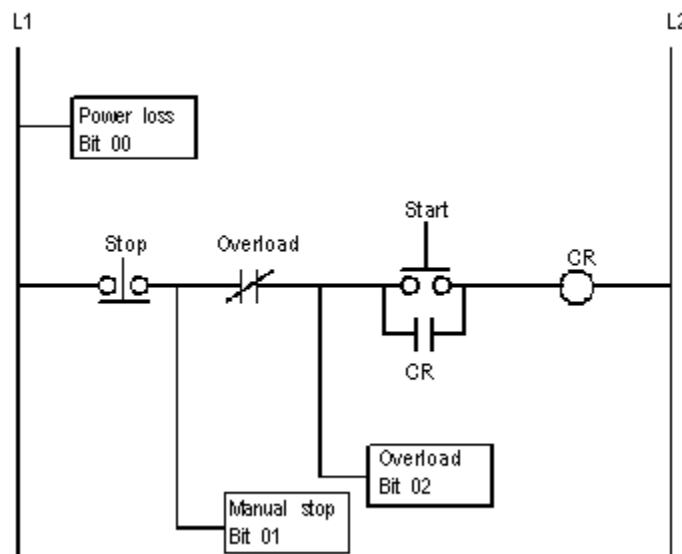 L1
L2
Power loss
Bit 00
Start
Stop
Overload
CR
CR
Overload
Bit 02
Manual stop
Bit 01